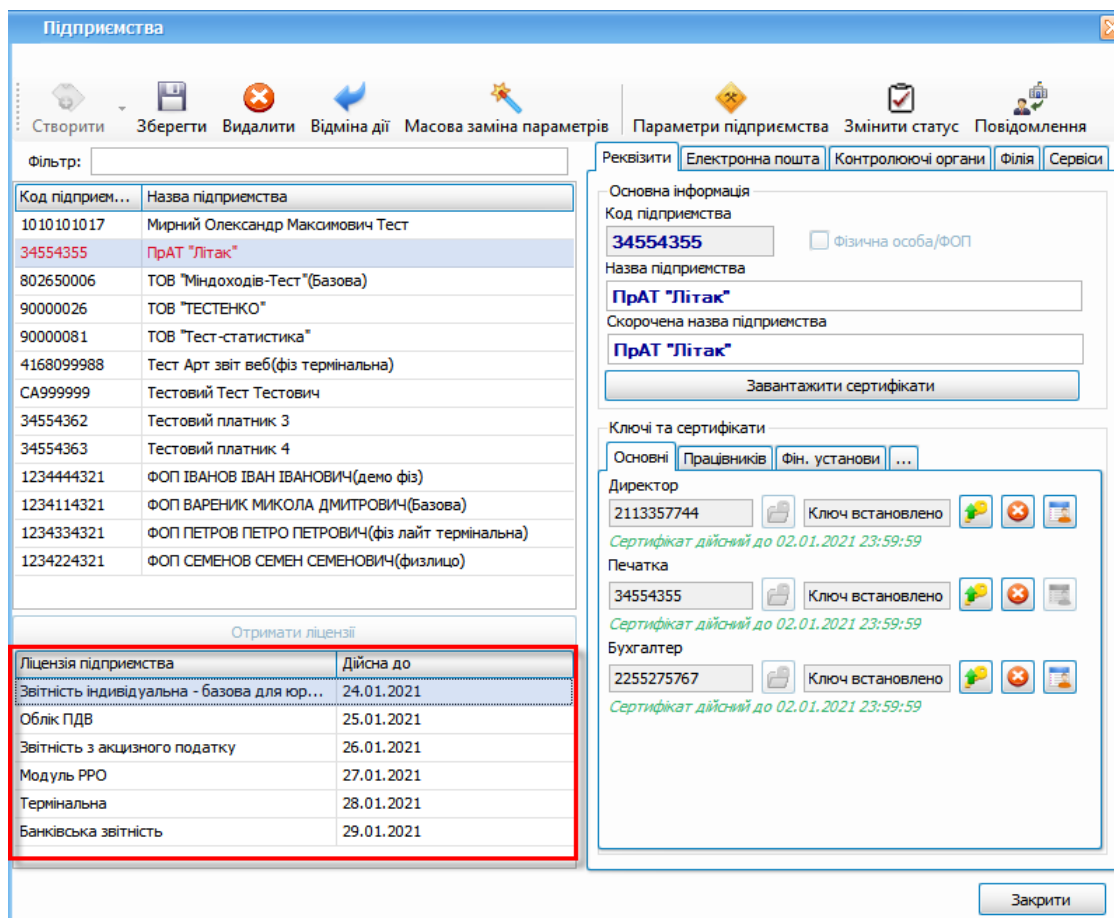 Підприємства
Створити Зберегти Видалити Відміна дії Масова заміна параметрів Параметри підприємства Змінити статус Повідомлення
Фільтр:
Код підприєм... Назва підприємства
1010101017 Мирний Олександр Максимович Тест
34554355 ПрАТ "Літак"
802650006 ТОВ "Міндоходів-Тест"(Базова)
90000026 ТОВ "ТЕСТЕНКО"
90000081 ТОВ "Тест-статистика"
4168099988 Тест Арт звіт веб(фіз термінальна)
СА999999 Тестовий Тест Тестович
34554362 Тестовий платник 3
34554363 Тестовий платник 4
1234444321 ФОП ІВАНОВ ІВАН ІВАНОВИЧ(демо фіз)
1234114321 ФОП ВАРЕНИК МИКОЛА ДМИТРОВИЧ(Базова)
1234334321 ФОП ПЕТРОВ ПЕТРО ПЕТРОВИЧ(фіз лайт термінальна)
1234224321 ФОП СЕМЕНОВ СЕМЕН СЕМЕНОВИЧ(физлицо)
Отримати ліцензії
Ліцензія підприємства Дійсна до
Звітність індивідуальна - базова для юр... 24.01.2021
Облік ПДВ 25.01.2021
Звітність з акцизного податку 26.01.2021
Модуль РРО 27.01.2021
Термінальна 28.01.2021
Банківська звітність 29.01.2021
Реквізити Електронна пошта Контролюючі органи Філія Сервіси
Основна інформація
Код підприємства
34554355 Фізична особа/ФОП
Назва підприємства
ПрАТ "Літак"
Скорочена назва підприємства
ПрАТ "Літак"
Завантажити сертифікати
Ключі та сертифікати
Основні Працівників Фін. установи ...
Директор
2113357744 Ключ встановлено
Сертифікат дійсний до 02.01.2021 23:59:59
Печатка
34554355 Ключ встановлено
Сертифікат дійсний до 02.01.2021 23:59:59
Бухгалтер
2255275767 Ключ встановлено
Сертифікат дійсний до 02.01.2021 23:59:59
Закрити